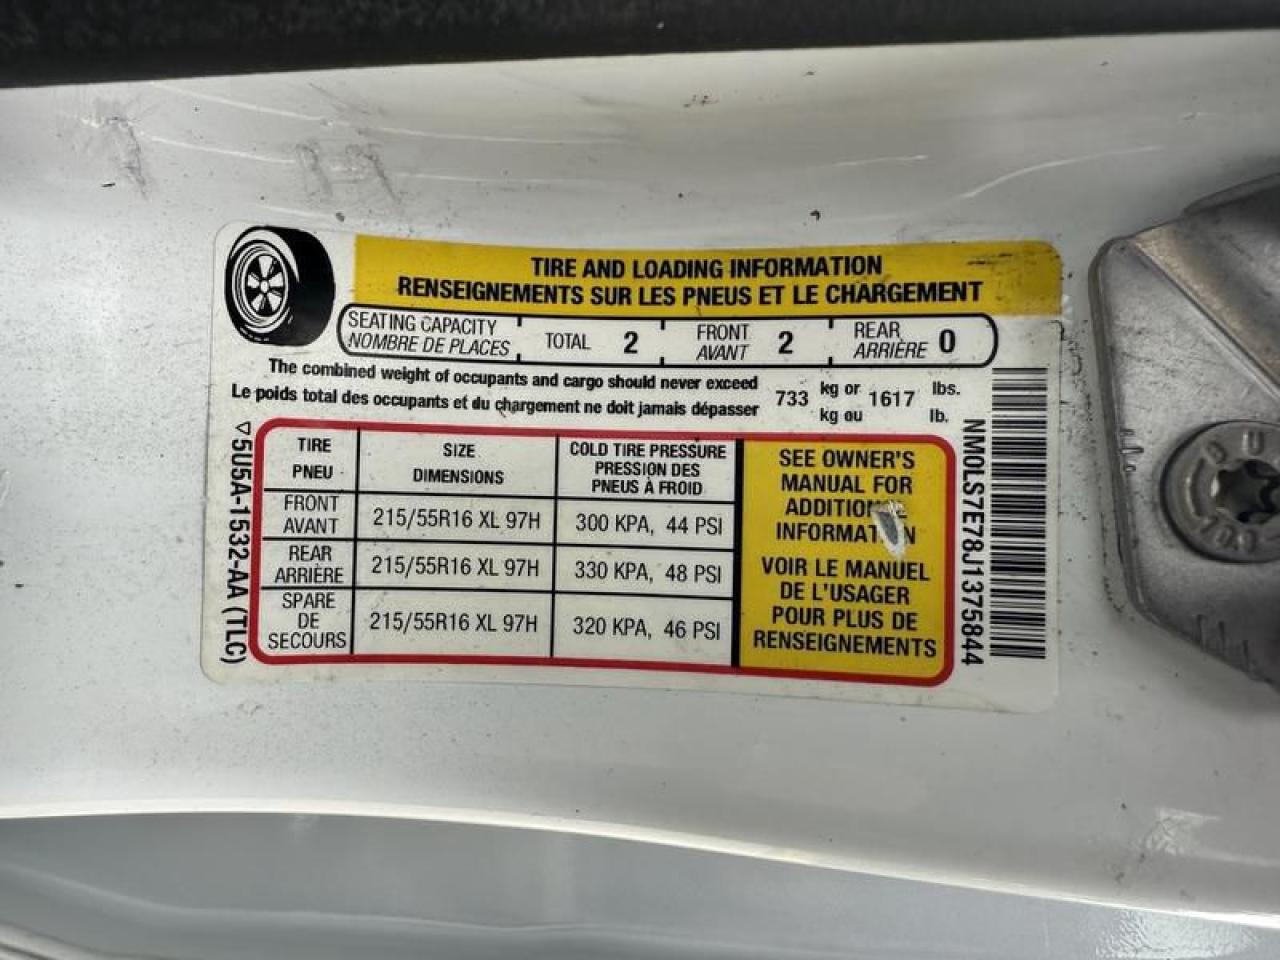 TIRE AND LOADING INFORMATION
RENSEIGNEMENTS SUR LES PNEUS ET LE CHARGEMENT
SEATING CAPACITY
NOMBRE DE PLACES
TOTAL 2
FRONT
AVANT 2
REAR
ARRIÈRE 0
The combined weight of occupants and cargo should never exceed 733 kg or 1617 lbs.
Le poids total des occupants et du chargement ne doit jamais dépasser kg ou lb.
TIRE
PNEU
SIZE
DIMENSIONS
COLD TIRE PRESSURE
PRESSION DES
PNEUS À FROID
FRONT
AVANT
215/55R16 XL 97H
300 KPA, 44 PSI
REAR
ARRIÈRE
215/55R16 XL 97H
330 KPA, 48 PSI
SPARE
DE
SECOURS
215/55R16 XL 97H
320 KPA, 46 PSI
SEE OWNER'S
MANUAL FOR
ADDITIONAL
INFORMATION
VOIR LE MANUEL
DE L'USAGER
POUR PLUS DE
RENSEIGNEMENTS
5U5A-1532-AA (TLC)
NM0LS7E78J1375844